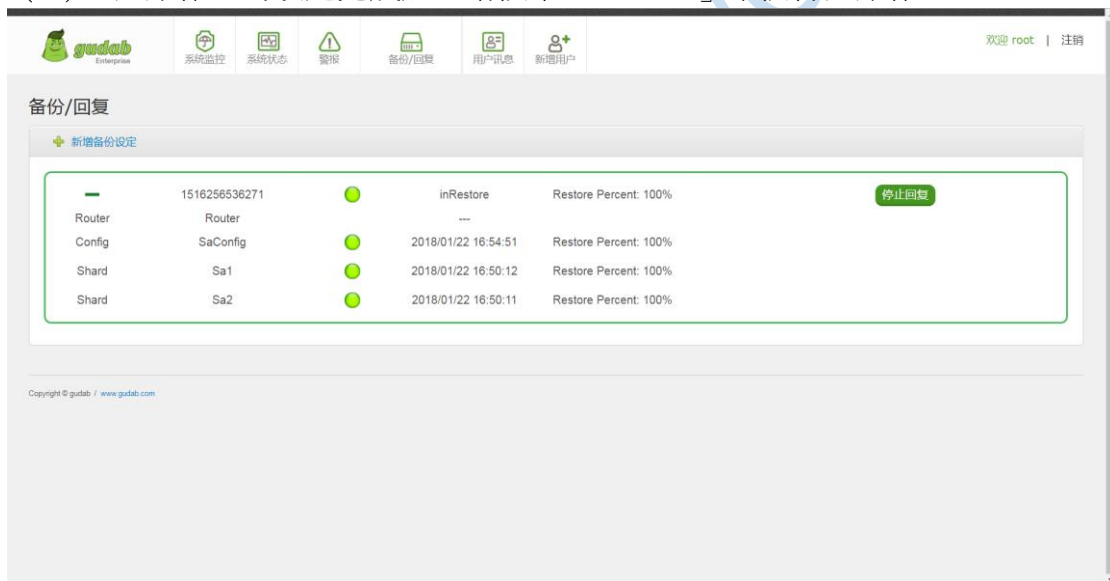 gudab
Enterprise
系统监控 系统状态 警报 备份/回复 用户讯息 新增用户
欢迎 root | 注销
备份/回复
新增备份设定
1516256536271 inRestore Restore Percent: 100% 停止回复
Router Router ---
Config SaConfig 2018/01/22 16:54:51 Restore Percent: 100%
Shard Sa1 2018/01/22 16:50:12 Restore Percent: 100%
Shard Sa2 2018/01/22 16:50:11 Restore Percent: 100%
Copyright © gudab / www.gudab.com